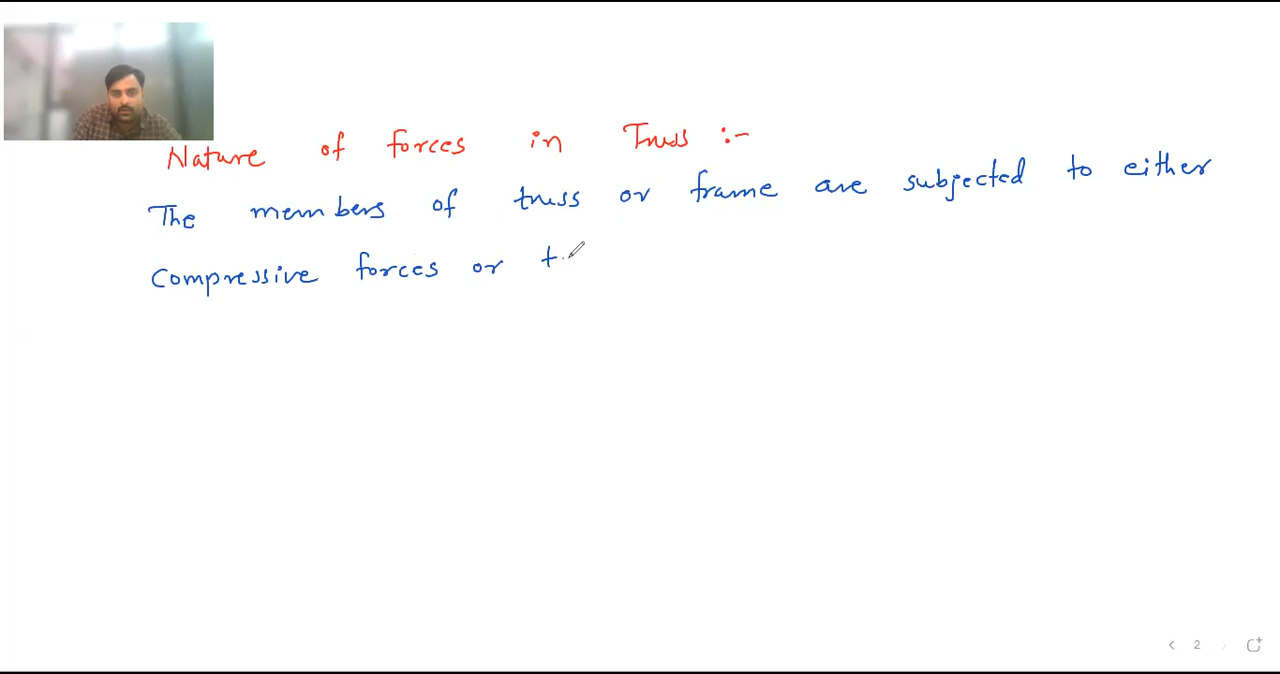 Nature of forces in Truss :-
The members of truss or frame are subjected to either
Compressive forces or t
2